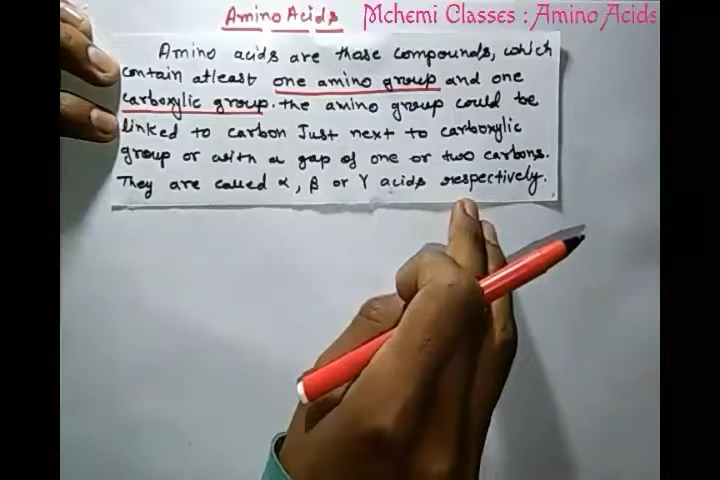 Amino Acids
Mchemi Classes : Amino Acids
Amino acids are those compounds, which
contain atleast one amino group and one
carboxylic group. the amino group could be
linked to carbon Just next to carboxylic
group or with a gap of one or two carbons.
They are called α, β or γ acids respectively.